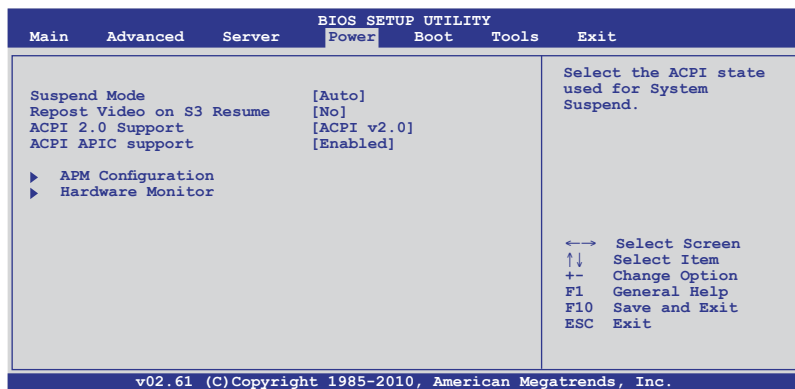 BIOS SETUP UTILITY
Main Advanced Server Power Boot Tools Exit
Suspend Mode [Auto]
Repost Video on S3 Resume [No]
ACPI 2.0 Support [ACPI v2.0]
ACPI APIC support [Enabled]
▶ APM Configuration
▶ Hardware Monitor
Select the ACPI state
used for System
Suspend.
←→ Select Screen
↑↓ Select Item
+- Change Option
F1 General Help
F10 Save and Exit
ESC Exit
v02.61 (C)Copyright 1985-2010, American Megatrends, Inc.